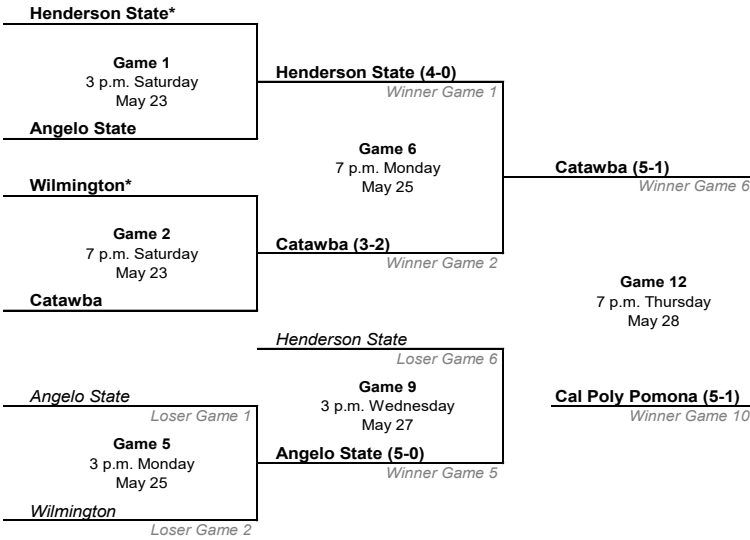 Henderson State*
Game 1
3 p.m. Saturday
May 23
Henderson State (4-0)
Winner Game 1
Angelo State
Game 6
7 p.m. Monday
May 25
Catawba (5-1)
Winner Game 6
Wilmington*
Game 2
7 p.m. Saturday
May 23
Catawba (3-2)
Winner Game 2
Catawba
Game 12
7 p.m. Thursday
May 28
Henderson State
Loser Game 6
Angelo State
Loser Game 1
Game 9
3 p.m. Wednesday
May 27
Cal Poly Pomona (5-1)
Winner Game 10
Game 5
3 p.m. Monday
May 25
Angelo State (5-0)
Winner Game 5
Wilmington
Loser Game 2